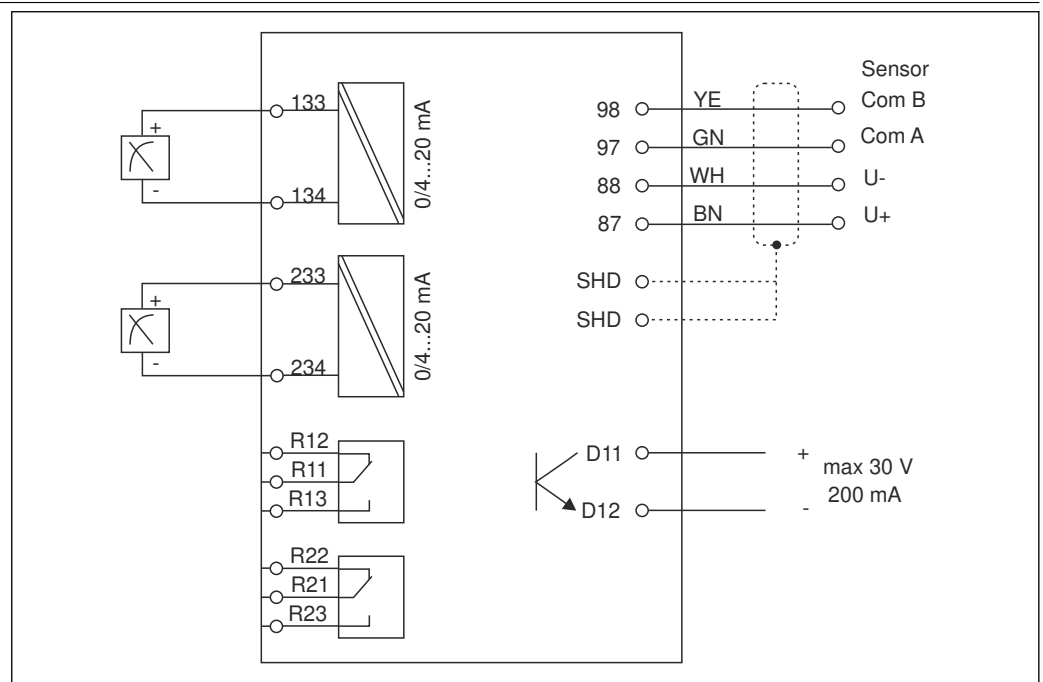 133
+
-
134
0/4...20 mA
233
+
-
234
0/4...20 mA
R12
R11
R13
R22
R21
R23
Sensor
98 YE Com B
97 GN Com A
88 WH U-
87 BN U+
SHD
SHD
D11 +
max 30 V
200 mA
D12 -